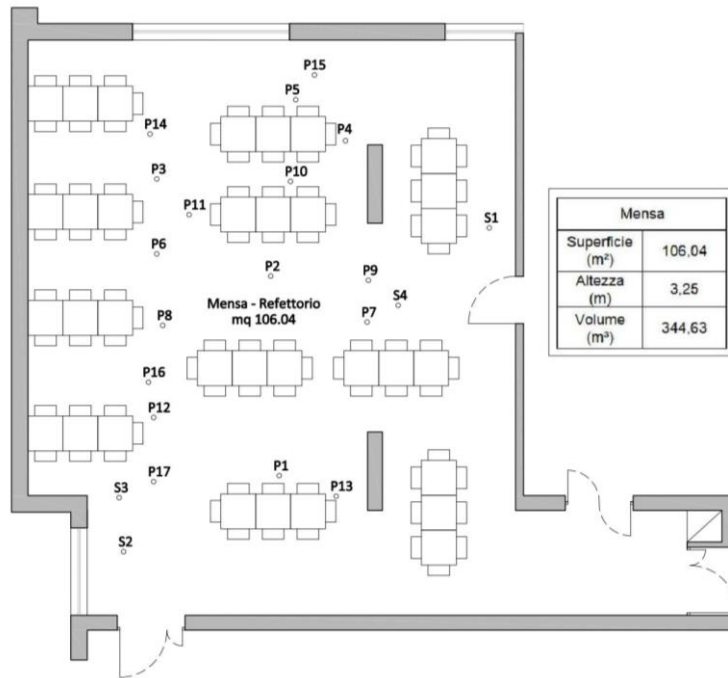 P15
P5
P14
P4
P3
P10
P11
S1
P6
P2
P9
Mensa - Refettorio
mq 106.04
S4
P8
P7
P16
P12
P1
P17
S3
P13
S2
Mensa
Superficie (m²) 106,04
Altezza (m) 3,25
Volume (m³) 344,63